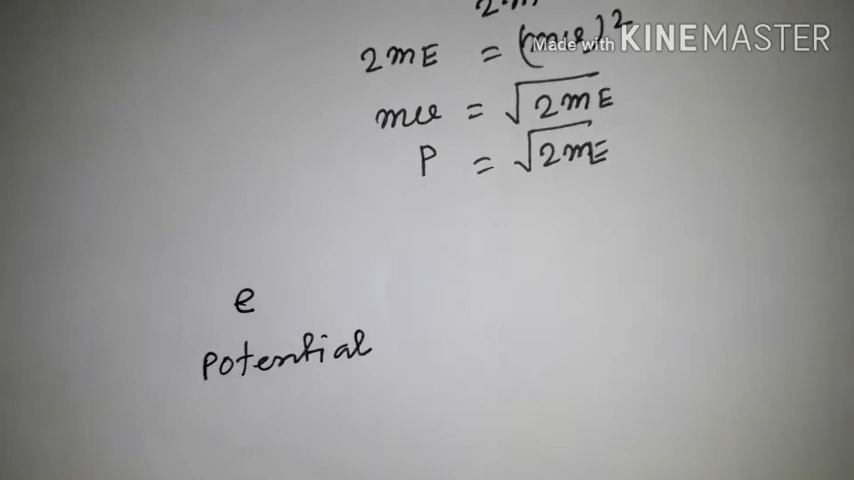 2mE = (mv)2
Made with KINEMASTER
mv = √2mE
P = √2mE
e
potential